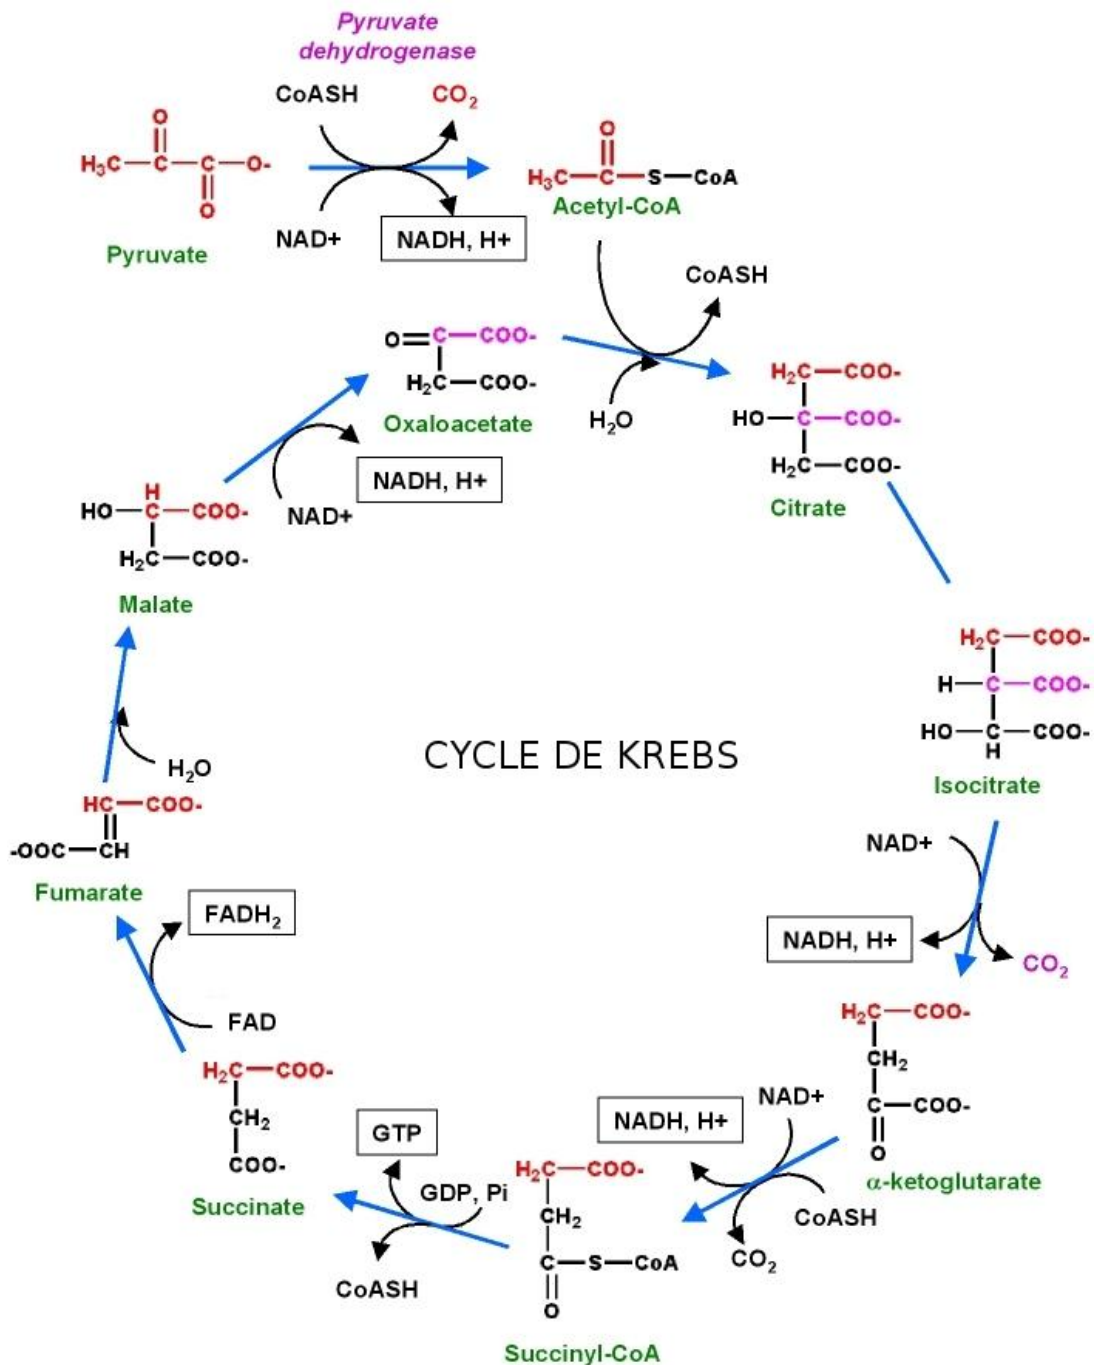 Pyruvate
dehydrogenase
CoASH
CO₂
O
H₃C—C—C—O-
O
Pyruvate
NAD+
NADH, H+
O
H₃C—C—S—CoA
Acetyl-CoA
CoASH
H₂O
O=C—COO-
H₂C—COO-
Oxaloacetate
H₂C—COO-
HO—C—COO-
H₂C—COO-
Citrate
NADH, H+
NAD+
H
HO—C—COO-
H₂C—COO-
Malate
H₂C—COO-
H—C—COO-
HO—C—COO-
H
Isocitrate
CYCLE DE KREBS
H₂O
HC—COO-
-OOC—CH
Fumarate
FADH₂
FAD
NAD+
NADH, H+
CO₂
H₂C—COO-
CH₂
C—COO-
O
α-ketoglutarate
NAD+
NADH, H+
CoASH
CO₂
H₂C—COO-
CH₂
C—S—CoA
O
Succinyl-CoA
GTP
GDP, Pi
CoASH
H₂C—COO-
CH₂
COO-
Succinate